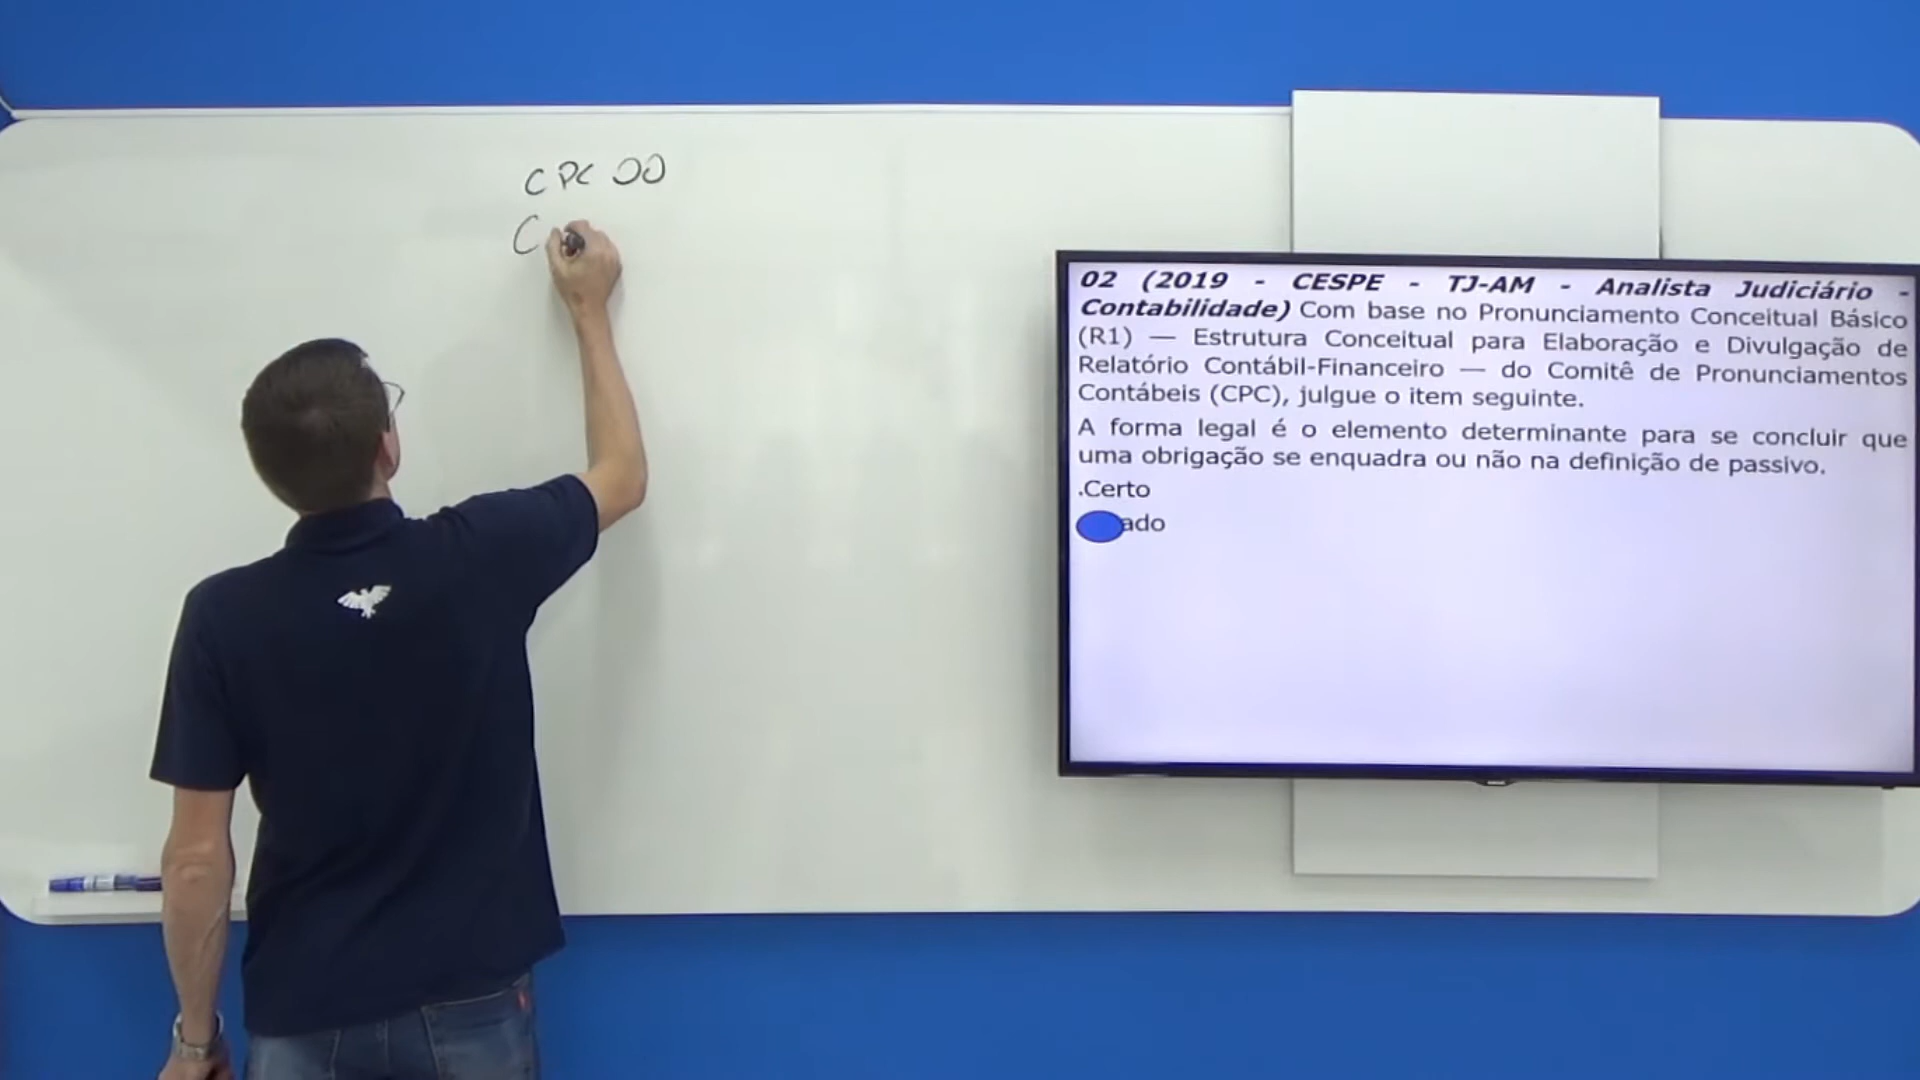 CPC 00
C
02 (2019 - CESPE - TJ-AM - Analista Judiciário -
Contabilidade) Com base no Pronunciamento Conceitual Básico
(R1) — Estrutura Conceitual para Elaboração e Divulgação de
Relatório Contábil-Financeiro — do Comitê de Pronunciamentos
Contábeis (CPC), julgue o item seguinte.
A forma legal é o elemento determinante para se concluir que
uma obrigação se enquadra ou não na definição de passivo.
.Certo
ado